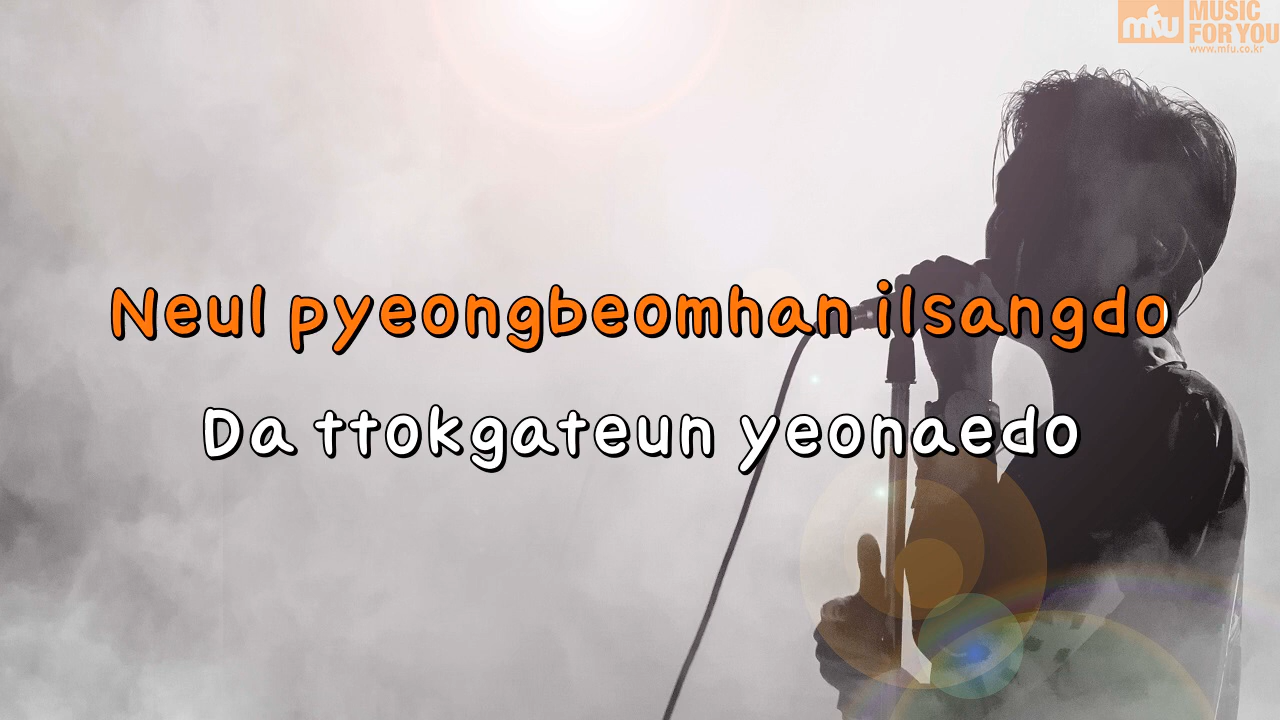 mfu MUSIC
FOR YOU
www.mfu.co.kr
Neul pyeongbeomhan ilsangdo
Da ttokgateun yeonaedo